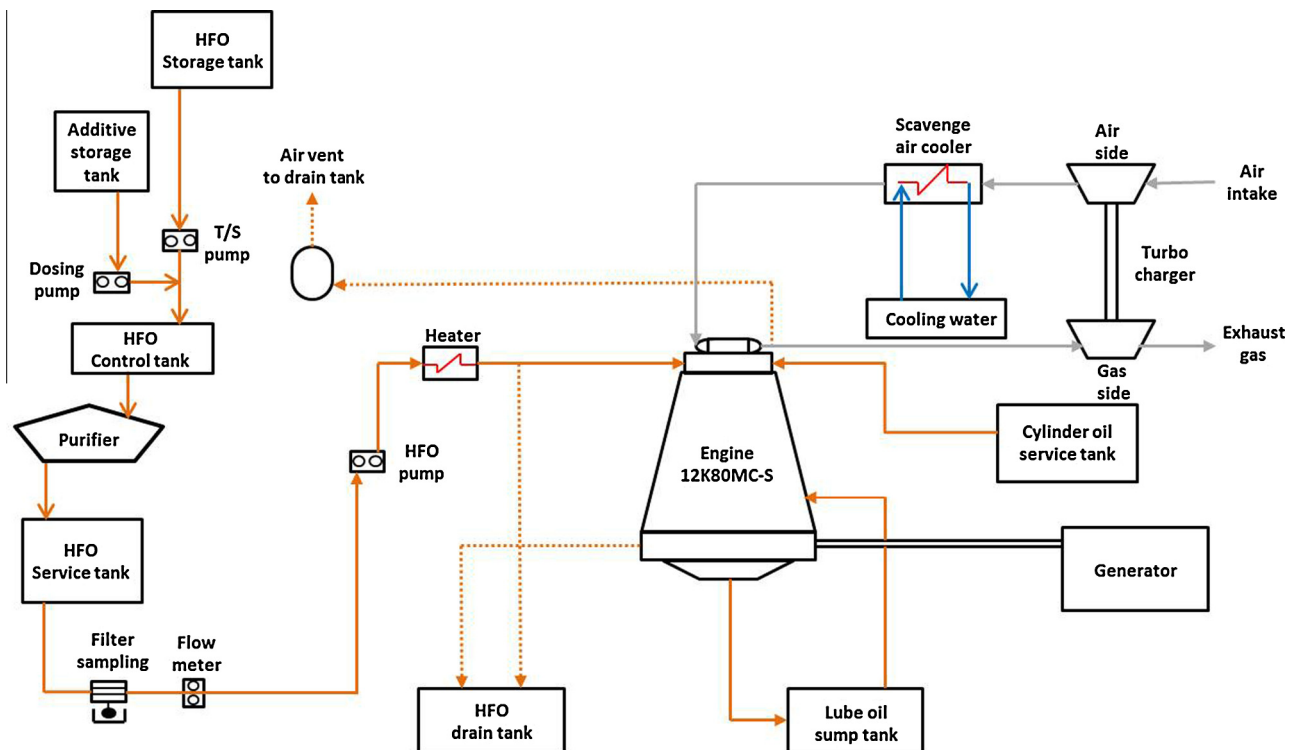 HFO
Storage tank
Additive
storage
tank
Air vent
to drain tank
Scavenge
air cooler
Air
side
Air
intake
T/S
pump
Dosing
pump
Turbo
charger
Cooling water
HFO
Control tank
Heater
Exhaust
gas
Gas
side
Purifier
HFO
pump
Engine
12K80MC-S
Cylinder oil
service tank
HFO
Service tank
Generator
Filter
sampling
Flow
meter
HFO
drain tank
Lube oil
sump tank